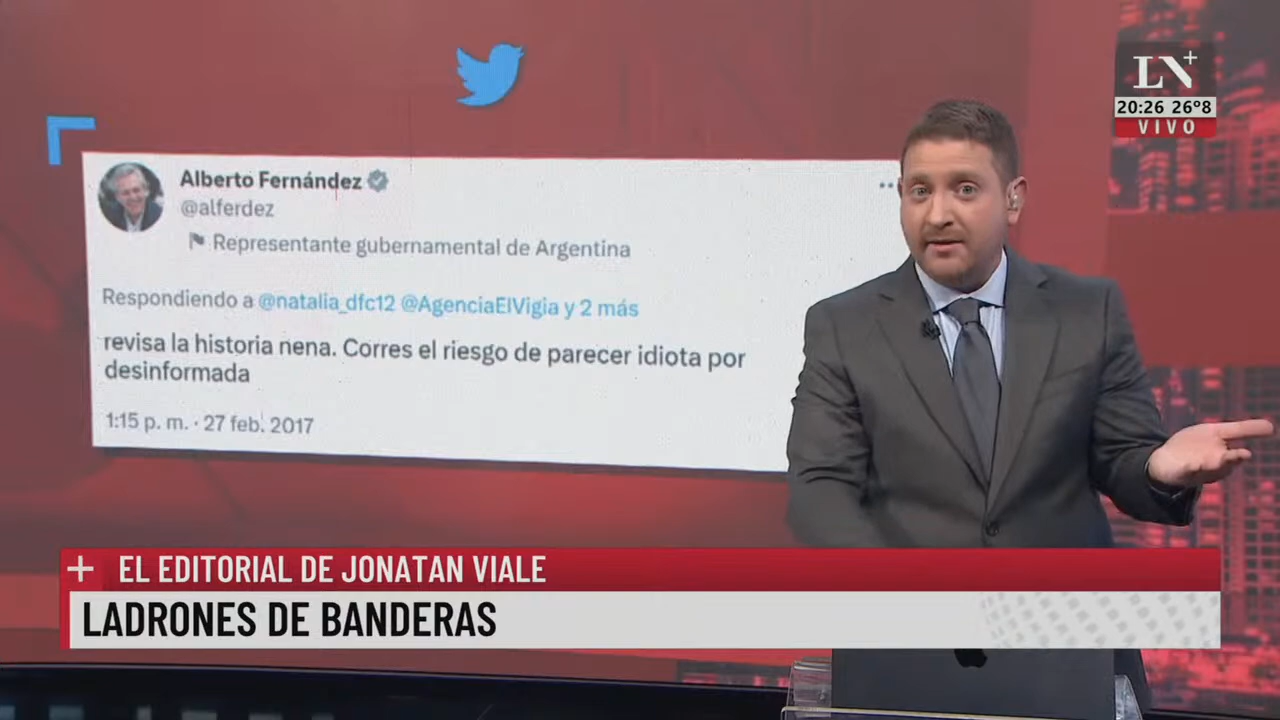 LN+
20:26 26º8
VIVO
Alberto Fernández
@alferdez
Representante gubernamental de Argentina
Respondiendo a @natalia_dfc12 @AgenciaElVigia y 2 más
revisa la historia nena. Corres el riesgo de parecer idiota por
desinformada
1:15 p. m. · 27 feb. 2017
+ EL EDITORIAL DE JONATAN VIALE
LADRONES DE BANDERAS